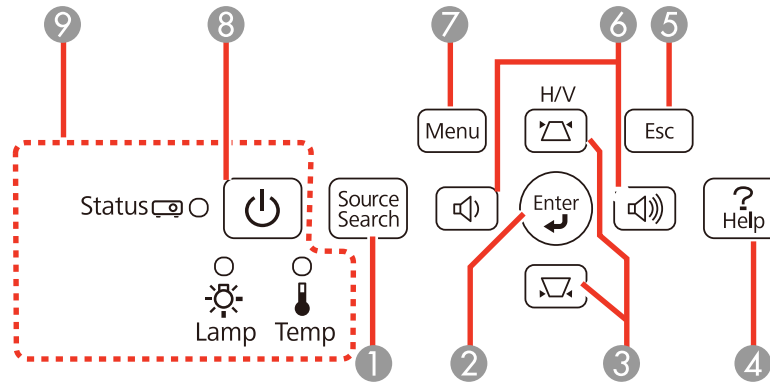 9
8
7
6
5
H/V
Menu
Esc
Status
Source
Search
Enter
?
Help
Lamp
Temp
1
2
3
4